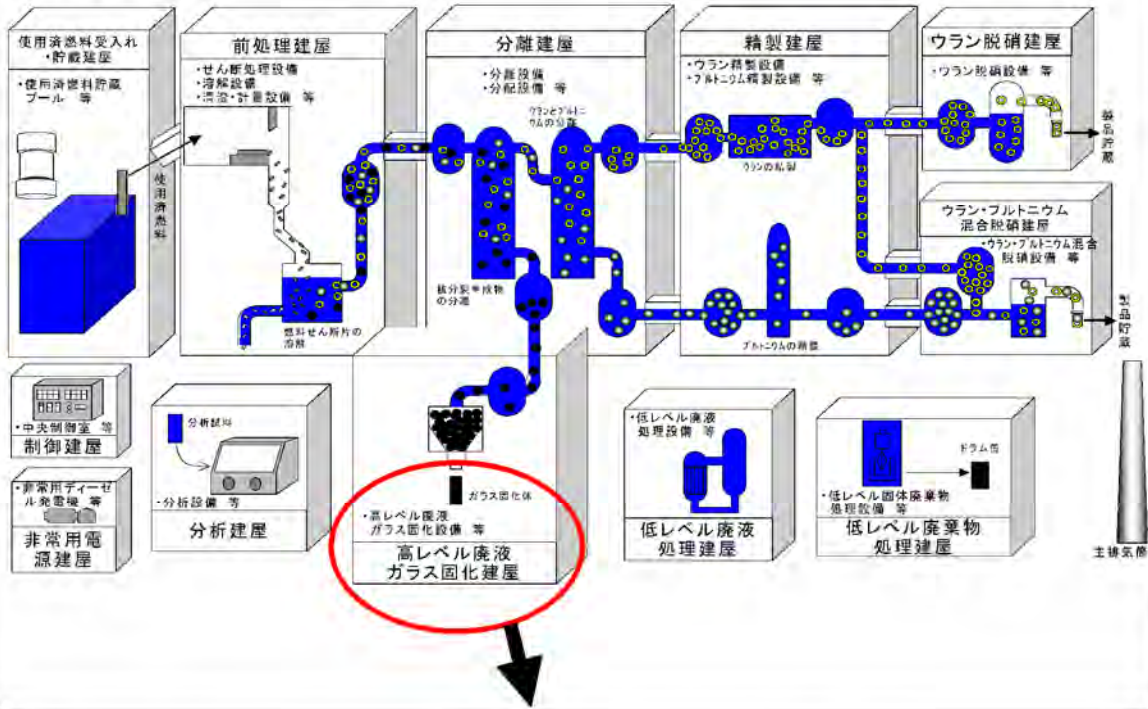 使用済燃料受入れ
・貯蔵建屋
・使用済燃料貯蔵
プール 等
使用済燃料
前処理建屋
・せん断処理設備
・溶解設備
・清澄・計量設備 等
燃料せん断片の
溶解
分離建屋
・分離設備
・分配設備 等
ウランとプルトニ
ウムの分離
核分裂生成物
の分離
精製建屋
・ウラン精製設備
・プルトニウム精製設備 等
ウランの精製
プルトニウムの精製
ウラン脱硝建屋
・ウラン脱硝設備 等
製品貯蔵
ウラン・プルトニウム
混合脱硝建屋
・ウラン・プルトニウム混合
脱硝設備 等
製品貯蔵
・中央制御室 等
制御建屋
・非常用ディーゼ
ル発電機 等
非常用電
源建屋
分析試料
・分析設備 等
分析建屋
ガラス固化体
・高レベル廃液
ガラス固化設備 等
高レベル廃液
ガラス固化建屋
・低レベル廃液
処理設備 等
低レベル廃液
処理建屋
ドラム缶
・低レベル固体廃棄物
処理設備 等
低レベル廃棄物
処理建屋
主排気筒